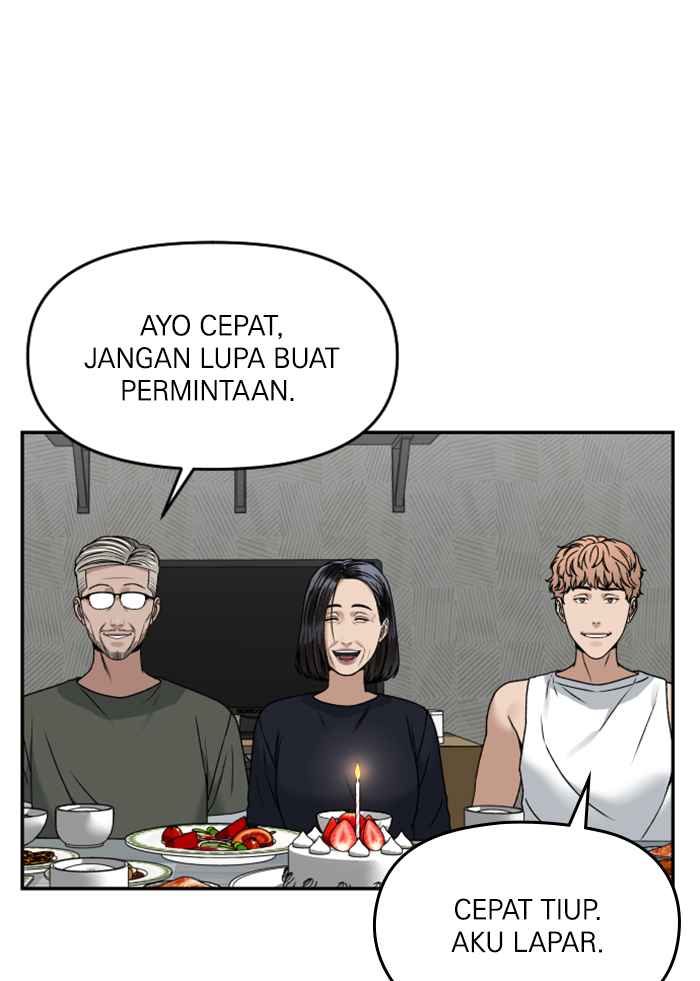 AYO CEPAT,
JANGAN LUPA BUAT
PERMINTAAN.
CEPAT TIUP.
AKU LAPAR.